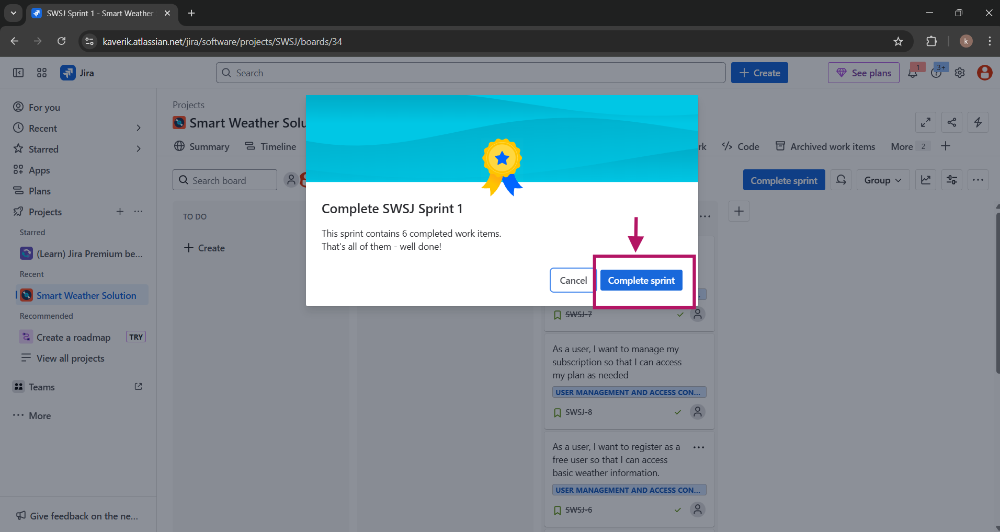 SWSJ Sprint 1 - Smart Weather
kaverik.atlassian.net/jira/software/projects/SWSJ/boards/34
k
Jira
Search
Create
See plans
1
3+
For you
Recent
Starred
Apps
Plans
Projects
Starred
(Learn) Jira Premium be...
Recent
Smart Weather Solution
Recommended
Create a roadmap
TRY
View all projects
Teams
More
Give feedback on the ne...
Projects
Smart Weather Solu
Summary
Timeline
rk
Code
Archived work items
More 2
Search board
Complete sprint
Group
TO DO
Create
Complete SWSJ Sprint 1
This sprint contains 6 completed work items.
That's all of them - well done!
Cancel
Complete sprint
SWSJ-7
As a user, I want to manage my
subscription so that I can access
my plan as needed
USER MANAGEMENT AND ACCESS CON...
SWSJ-8
As a user, I want to register as a
free user so that I can access
basic weather information.
USER MANAGEMENT AND ACCESS CON...
SWSJ-6